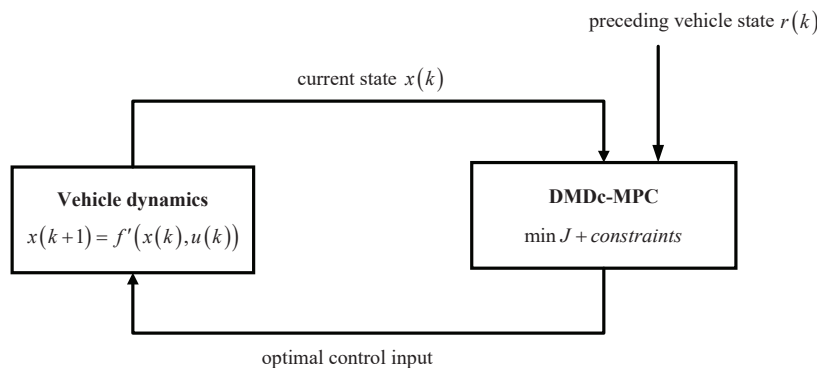 preceding vehicle state r(k)
current state x(k)
Vehicle dynamics
x(k+1)=f′(x(k),u(k))
DMDc-MPC
min J + constraints
optimal control input